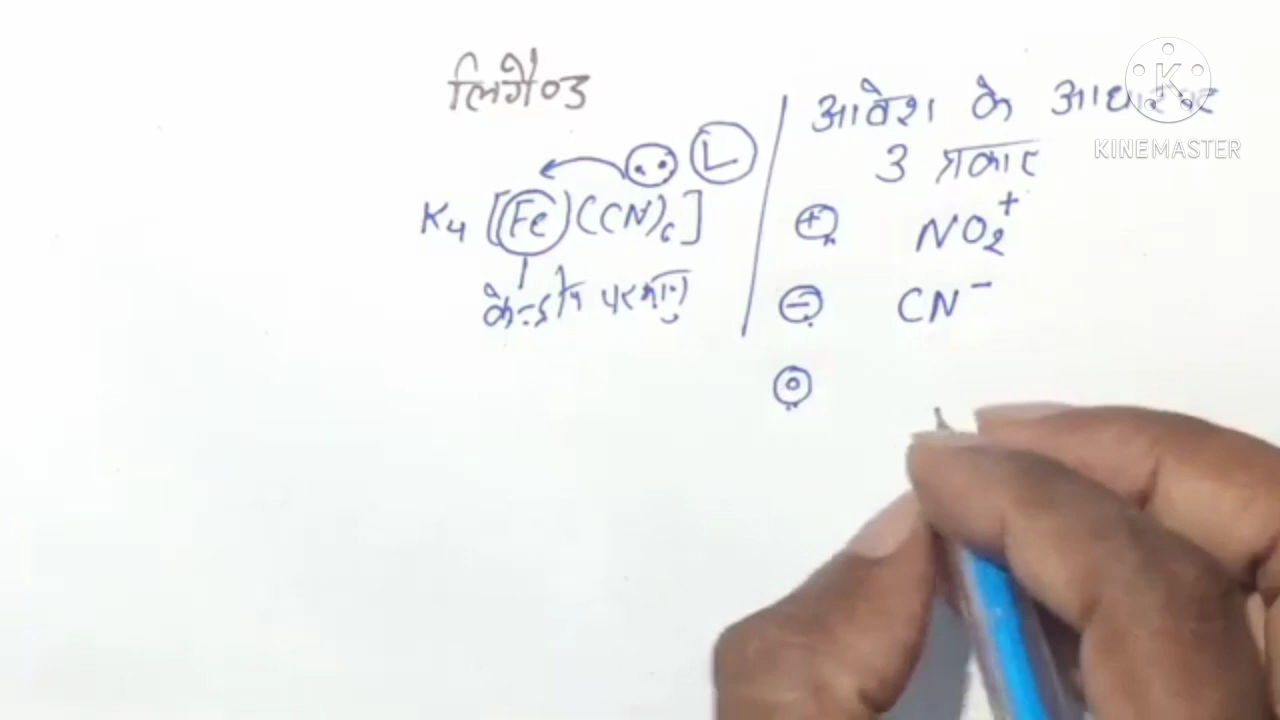 लिगैण्ड
L
K4 [Fe(CN)6]
केन्द्रीय परमाणु
आवेश के आधार पर
3 प्रकार
+ NO2+
- CN-
0
K
KINEMASTER